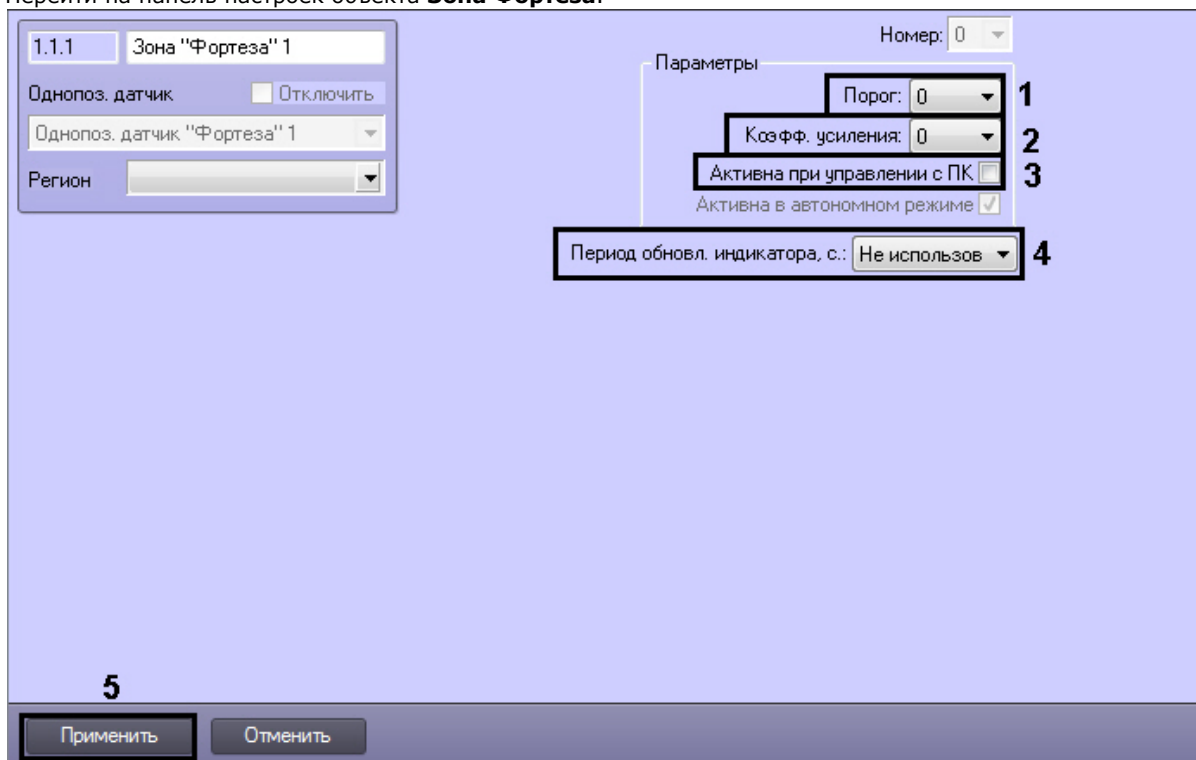 Перейти на панель настроек объекта Зона Фортеза.
1.1.1 Зона "Фортеза" 1
Номер: 0
Параметры
Однопоз. датчик Отключить
Порог: 0 1
Однопоз. датчик "Фортеза" 1
Коэфф. усиления: 0 2
Регион
Активна при управлении с ПК 3
Активна в автономном режиме
Период обновл. индикатора, с.: Не использов 4
5
Применить Отменить